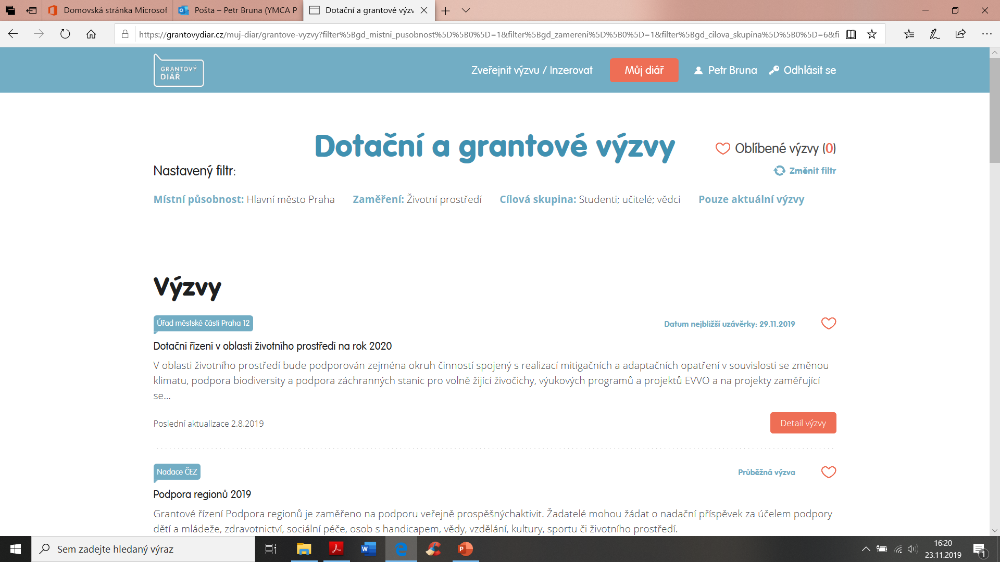 Domovská stránka Microsof
Pošta – Petr Bruna (YMCA P
Dotační a grantové výzv
https://grantovydiar.cz/muj-diar/grantove-vyzvy?filter%5Bgd_mistni_pusobnost%5D%5B0%5D=1&filter%5Bgd_zamereni%5D%5B0%5D=1&filter%5Bgd_cilova_skupina%5D%5B0%5D=6&fi
GRANTOVÝ
DIÁŘ
Zveřejnit výzvu / Inzerovat
Můj diář
Petr Bruna
Odhlásit se
Dotační a grantové výzvy
Oblíbené výzvy (0)
Nastavený filtr:
Změnit filtr
Místní působnost: Hlavní město Praha Zaměření: Životní prostředí Cílová skupina: Studenti; učitelé; vědci Pouze aktuální výzvy
Výzvy
Úřad městské části Praha 12
Datum nejbližší uzávěrky: 29.11.2019
Dotační řízení v oblasti životního prostředí na rok 2020
V oblasti životního prostředí bude podporován zejména okruh činností spojený s realizací mitigačních a adaptačních opatření v souvislosti se změnou
klimatu, podpora biodiversity a podpora záchranných stanic pro volně žijící živočichy, výukových programů a projektů EVVO a na projekty zaměřující
se...
Poslední aktualizace 2.8.2019
Detail výzvy
Nadace ČEZ
Průběžná výzva
Podpora regionů 2019
Grantové řízení Podpora regionů je zaměřeno na podporu veřejně prospěšnýchaktivit. Žadatelé mohou žádat o nadační příspěvek za účelem podpory
dětí a mládeže, zdravotnictví, sociální péče, osob s handicapem, vědy, vzdělání, kultury, sportu či životního prostředí.
Sem zadejte hledaný výraz
16:20
23.11.2019
1